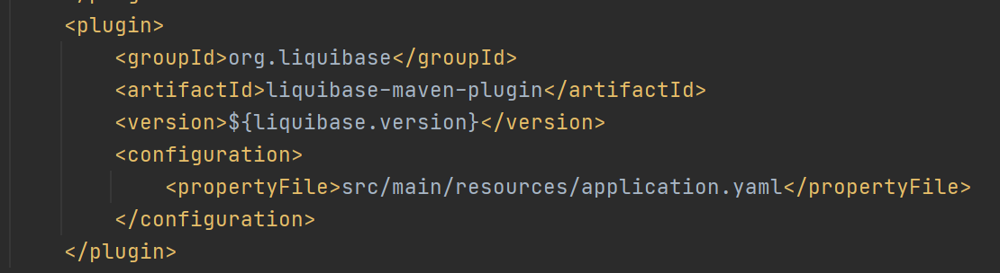 <plugin>
<groupId>org.liquibase</groupId>
<artifactId>liquibase-maven-plugin</artifactId>
<version>${liquibase.version}</version>
<configuration>
<propertyFile>src/main/resources/application.yaml</propertyFile>
</configuration>
</plugin>